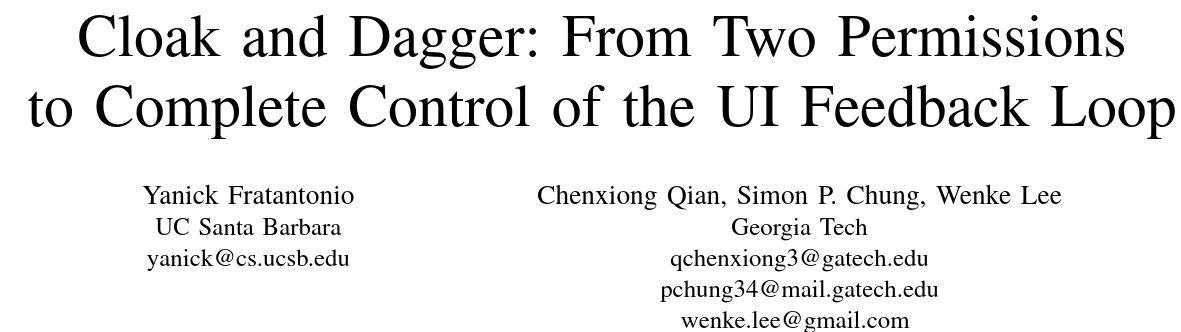 Cloak and Dagger: From Two Permissions
to Complete Control of the UI Feedback Loop
Yanick Fratantonio
UC Santa Barbara
yanick@cs.ucsb.edu
Chenxiong Qian, Simon P. Chung, Wenke Lee
Georgia Tech
qchenxiong3@gatech.edu
pchung34@mail.gatech.edu
wenke.lee@gmail.com